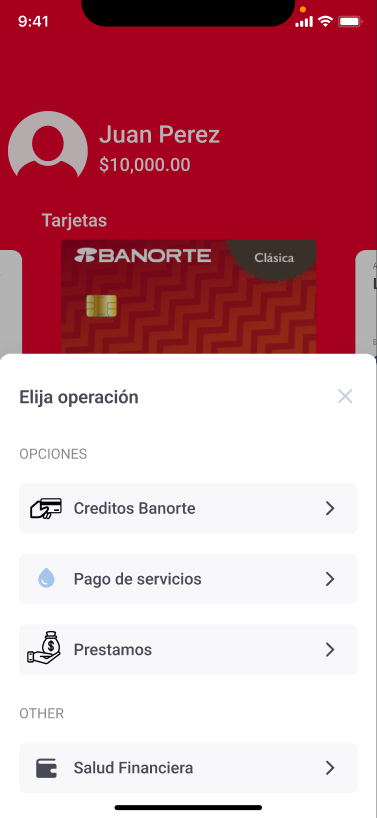 9:41
Juan Perez
$10,000.00
Tarjetas
BANORTE
Clásica
Elija operación
OPCIONES
Creditos Banorte
Pago de servicios
Prestamos
OTHER
Salud Financiera